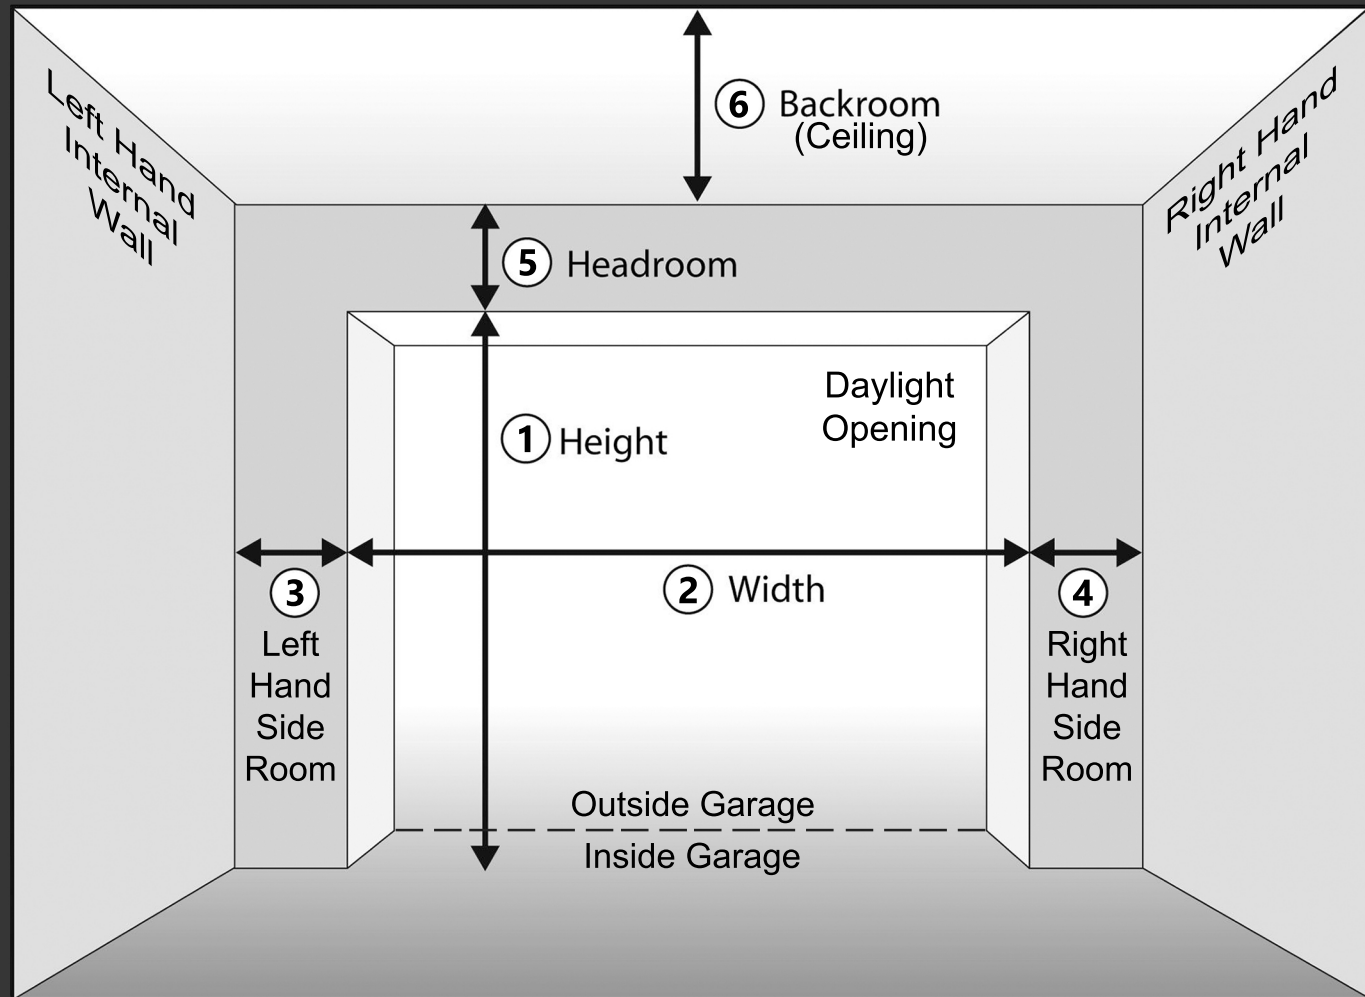 6 Backroom
(Ceiling)
Left Hand
Internal
Wall
Right Hand
Internal
Wall
5 Headroom
Daylight
Opening
1 Height
2 Width
3
Left
Hand
Side
Room
4
Right
Hand
Side
Room
Outside Garage
Inside Garage